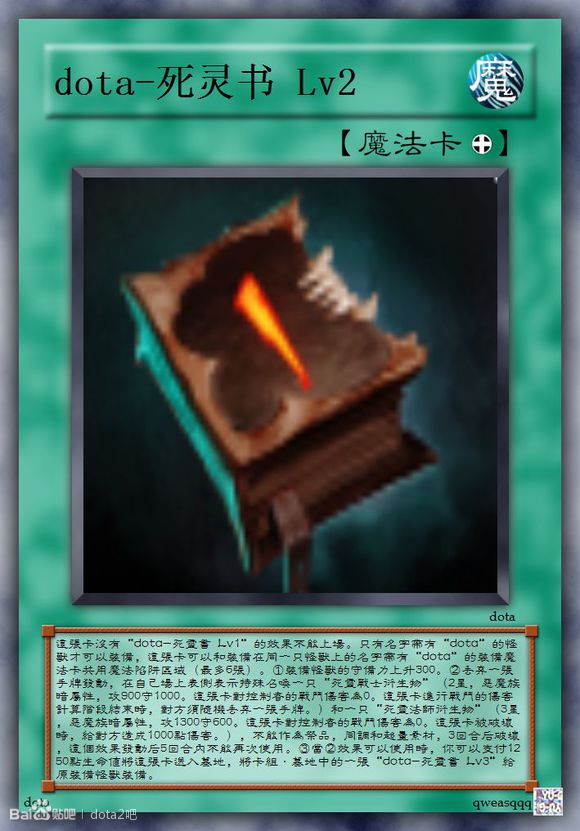 dota-死灵书 Lv2
魔
【魔法卡】
dota
這張卡沒有“dota-死靈書 Lv1”的效果不能上場。只有名字帶有“dota”的怪
獸才可以裝備，這張卡可以和裝備在同一只怪獸上的名字帶有“dota”的裝備魔
法卡共用魔法陷阱區域（最多6張）。①裝備怪獸的守備力上升300。②丟弃一張
手牌發動，在自己場上表側表示特殊召喚一只“死靈戰士衍生物”（2星，惡魔族
暗屬性，攻900守1000。這張卡對控制者的戰鬥傷害為0。這張卡進行戰鬥的傷害
計算階段結束時，對方須隨機丟弃一張手牌。）和一只“死靈法師衍生物”（3星
，惡魔族暗屬性，攻1300守600。這張卡對控制者的戰鬥傷害為0。這張卡被破壞
時，給對方造成1000點傷害。），不能作為祭品，同調和超量素材，3回合后破壞
，這個效果發動后5回合內不能再次使用。③當②效果可以使用時，你可以支付12
50點生命值將這張卡送入墓地，將卡組·墓地中的一張“dota-死靈書 Lv3”給
原裝備怪獸裝備。
Baidu贴吧 | dota2吧
qweasqqq